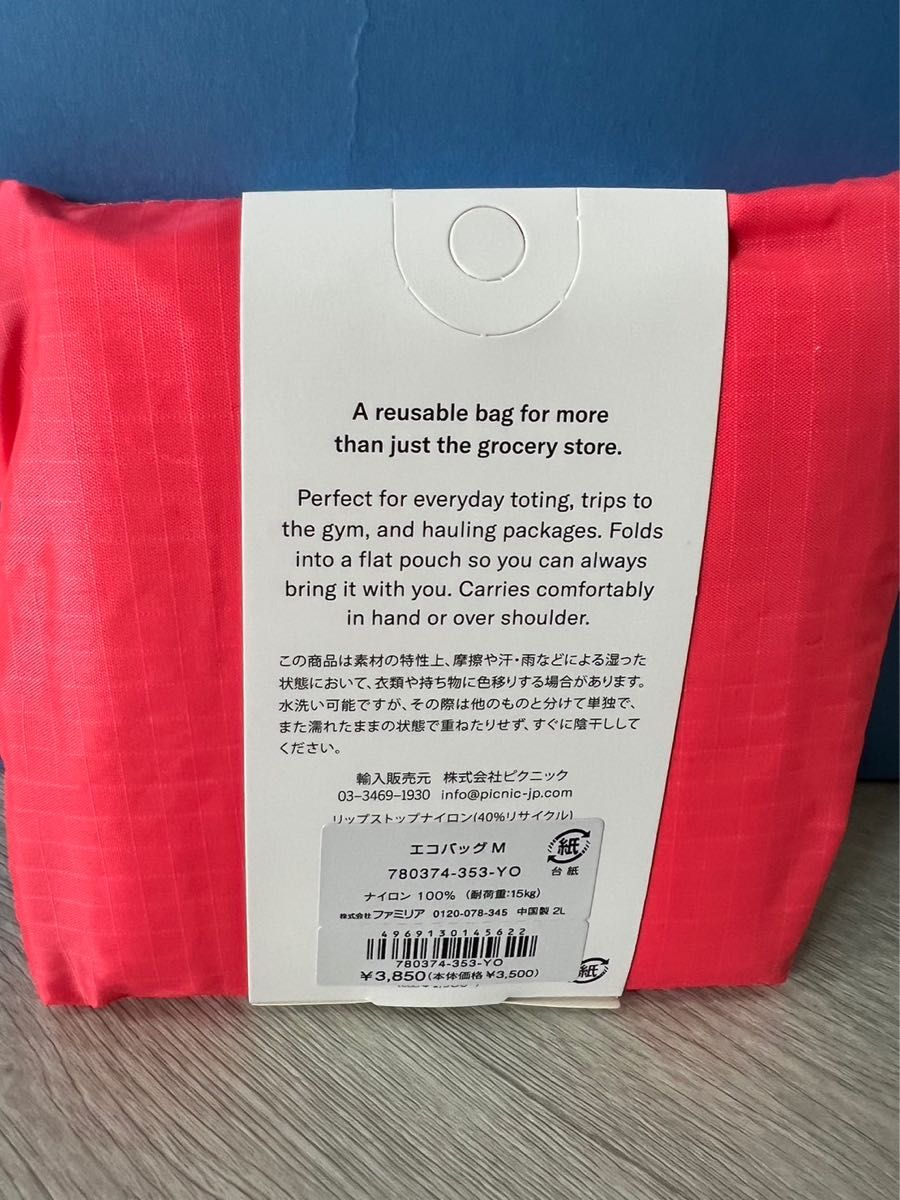 A reusable bag for more
than just the grocery store.
Perfect for everyday toting, trips to
the gym, and hauling packages. Folds
into a flat pouch so you can always
bring it with you. Carries comfortably
in hand or over shoulder.
この商品は素材の特性上、摩擦や汗・雨などによる湿った
状態において、衣類や持ち物に色移りする場合があります。
水洗い可能ですが、その際は他のものと分けて単独で、
また濡れたままの状態で重ねたりせず、すぐに陰干しして
ください。
輸入販売元 株式会社ピクニック
03-3469-1930 info@picnic-jp.com
リップストップナイロン(40%リサイクル)
エコバッグ M
紙
780374-353-YO
台紙
ナイロン 100% (耐荷重:15kg)
株式会社ファミリア 0120-078-345 中国製 2L
4969130145622
780374-353-YO
紙
¥3,850(本体価格¥3,500)